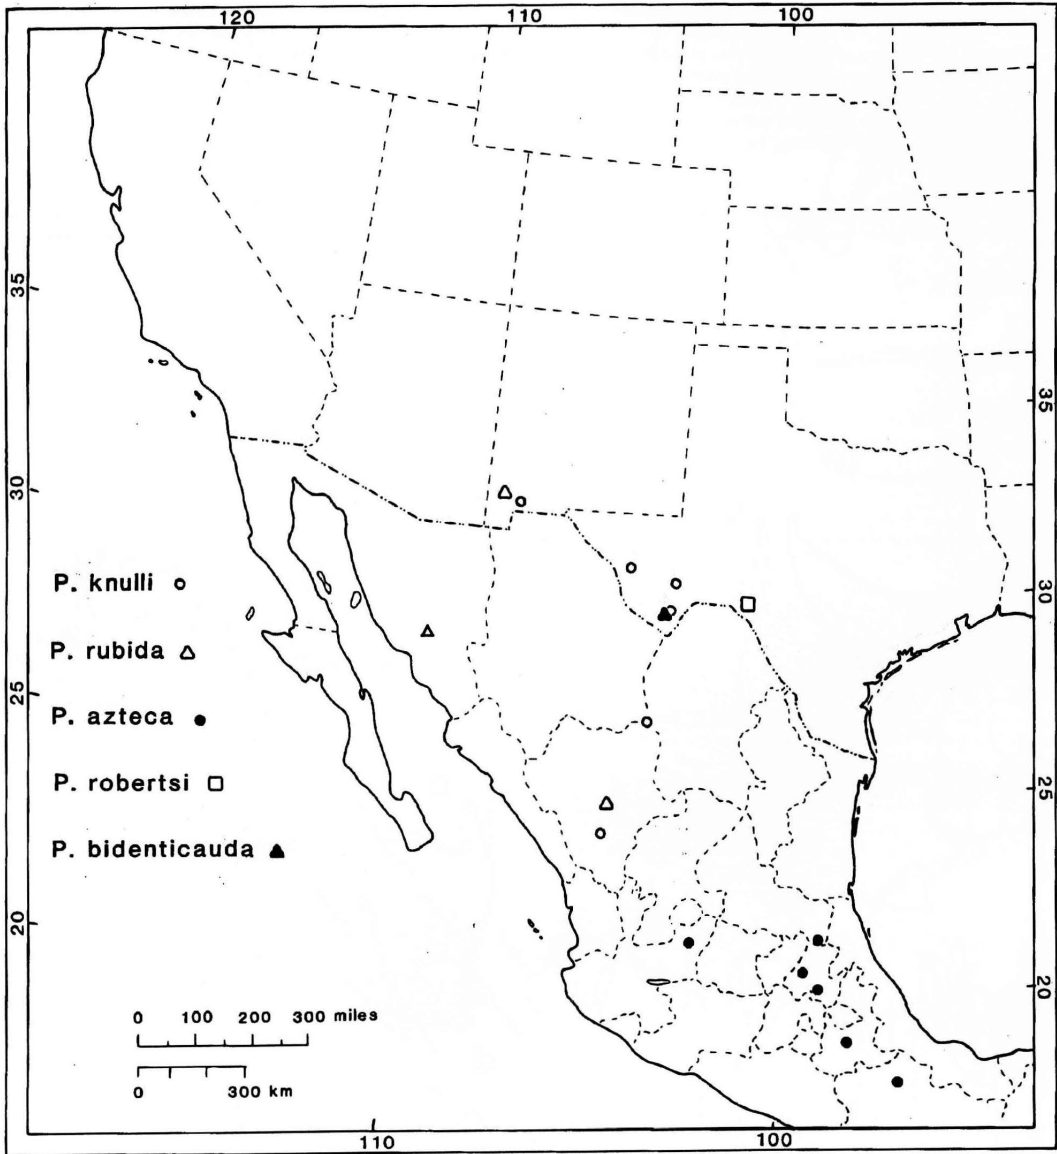 120 110 100
35
35
30
30
P. knulli
P. rubida
25
P. azteca
P. robertsi
25
P. bidenticauda
20
20
0 100 200 300 miles
0 300 km
110 100